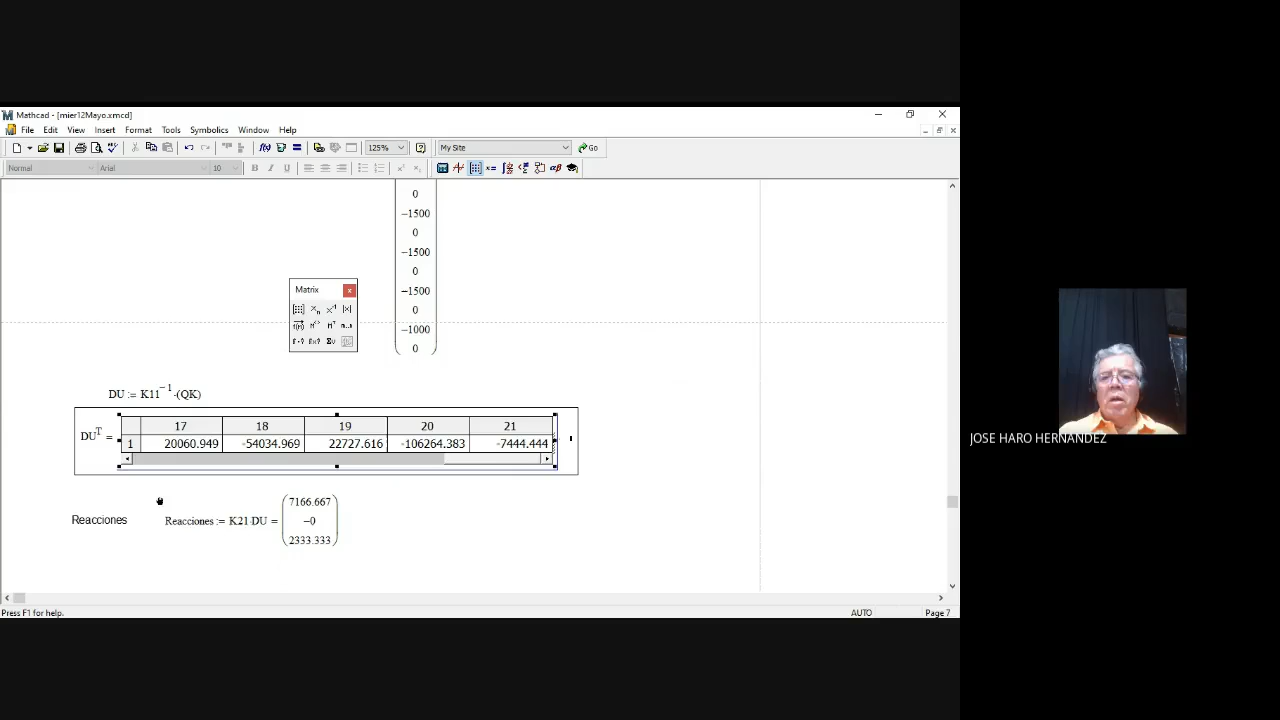 Mathcad - [mier12Mayo.xmcd]
File Edit View Insert Format Tools Symbolics Window Help
125% My Site Go
Normal Arial 10 B I U
0
−1500
0
−1500
0
−1500
0
−1000
0
Matrix
DU := K11⁻¹·(QK)
17 18 19 20 21
DUᵀ = 1 20060.949 -54034.969 22727.616 -106264.383 -7444.444
7166.667
Reacciones Reacciones := K21·DU = −0
2333.333
JOSE HARO HERNANDEZ
Press F1 for help. AUTO Page 7